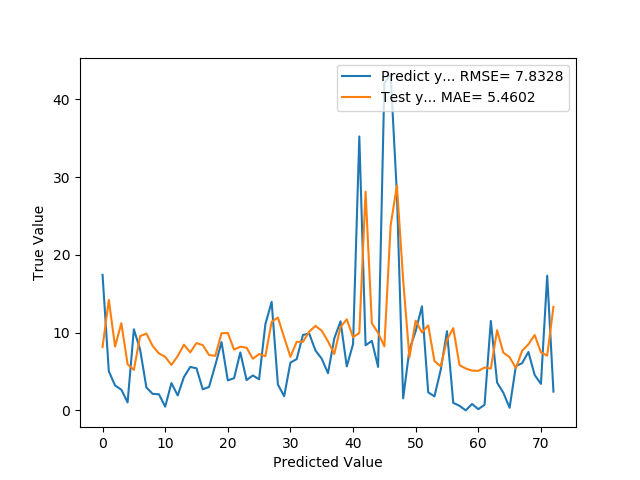 Predict y... RMSE= 7.8328
Test y... MAE= 5.4602
40
30
20
10
0
True Value
0 10 20 30 40 50 60 70
Predicted Value